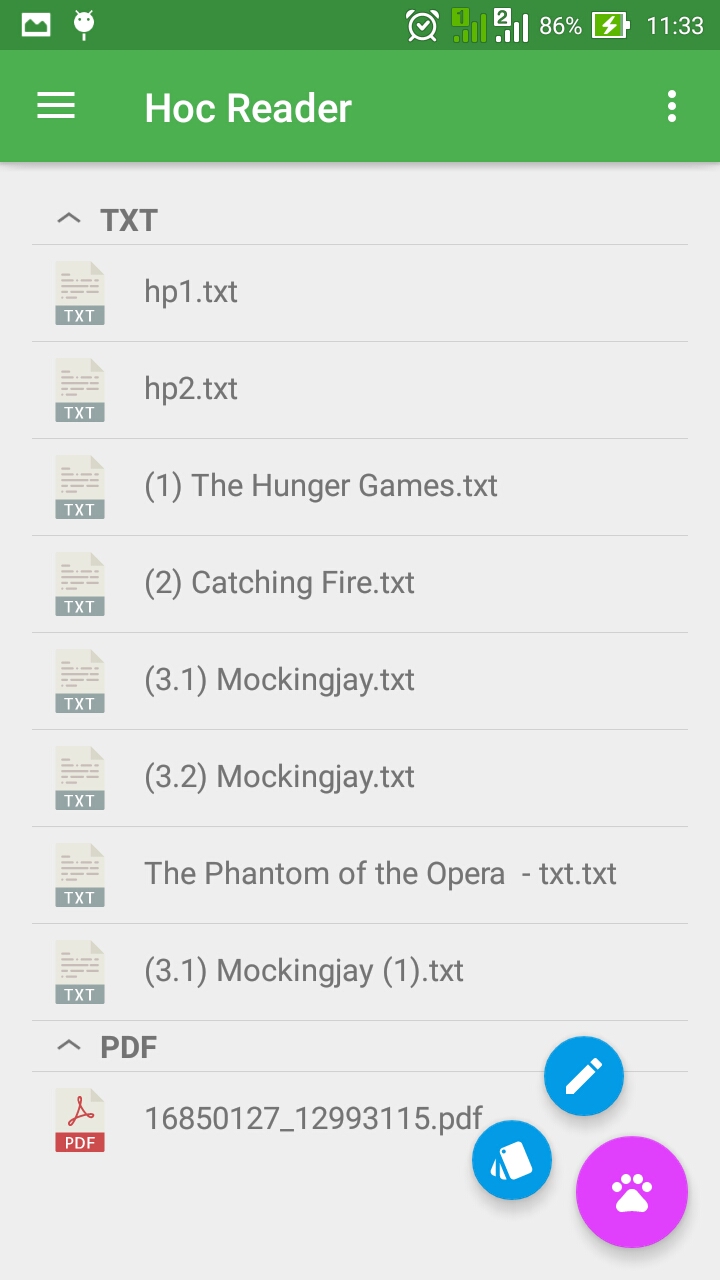 1 2 86% 11:33
Hoc Reader
TXT
TXT hp1.txt
TXT hp2.txt
TXT (1) The Hunger Games.txt
TXT (2) Catching Fire.txt
TXT (3.1) Mockingjay.txt
TXT (3.2) Mockingjay.txt
TXT The Phantom of the Opera  - txt.txt
TXT (3.1) Mockingjay (1).txt
PDF
PDF 16850127_12993115.pdf